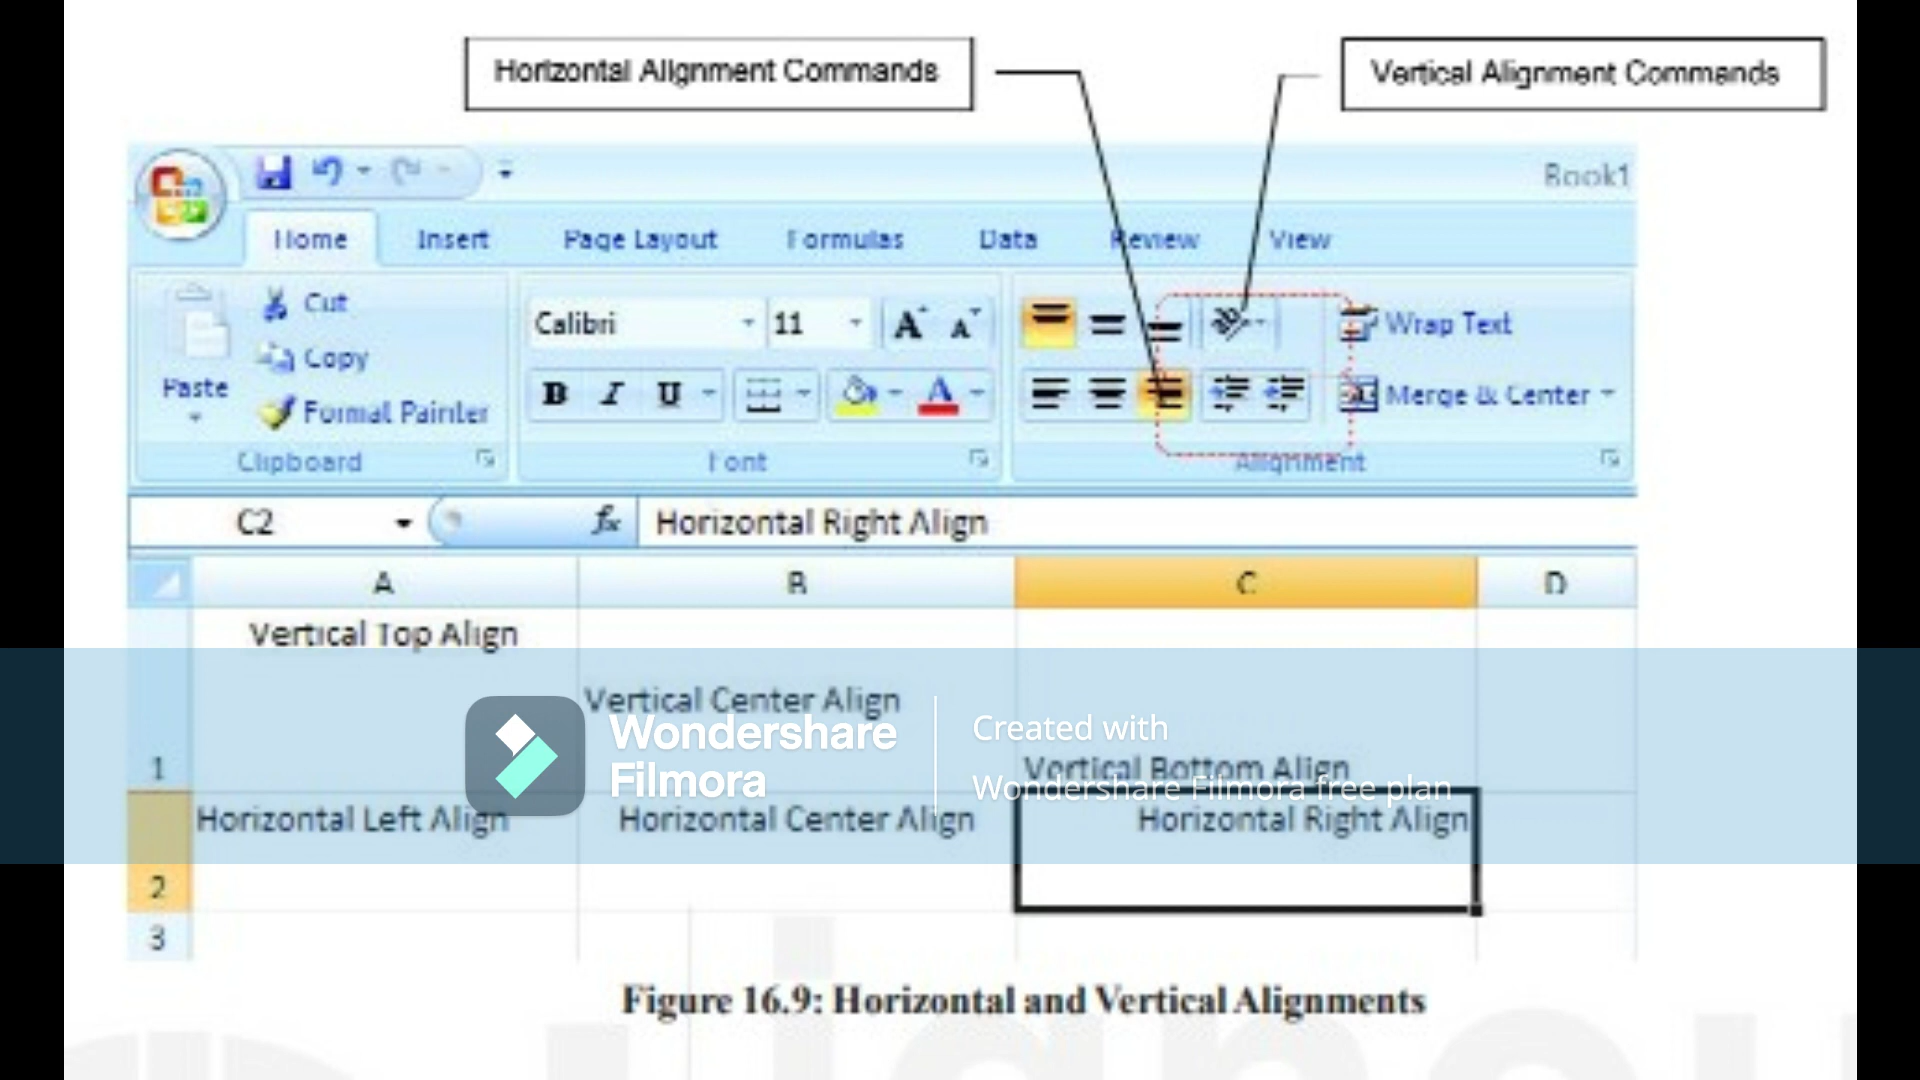 Horizontal Alignment Commands
Vertical Alignment Commands
Book1
Home Insert Page Layout Formulas Data Review View
Cut
Copy
Format Painter
Paste
Clipboard
Calibri 11
B I U
Font
Wrap Text
Merge & Center
Alignment
C2 fx Horizontal Right Align
A B C D
Vertical Top Align
Vertical Center Align
1 Vertical Bottom Align
Horizontal Left Align Horizontal Center Align Horizontal Right Align
2
3
Wondershare
Filmora
Created with
Wondershare Filmora free plan
Figure 16.9: Horizontal and Vertical Alignments